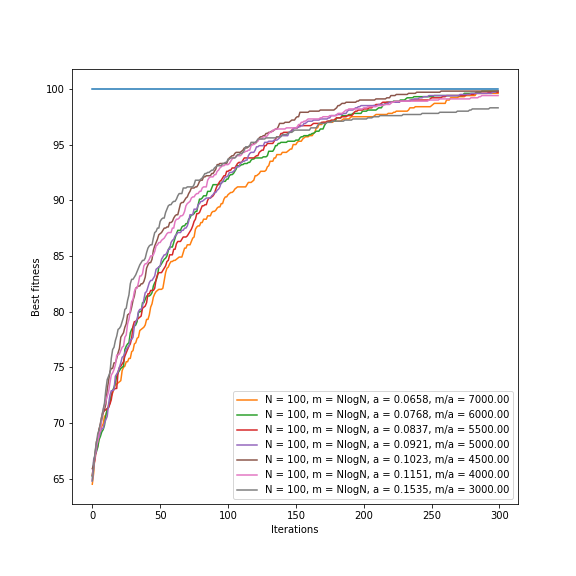 100
95
90
85
80
75
70
65
Best fitness
N = 100, m = NlogN, a = 0.0658, m/a = 7000.00
N = 100, m = NlogN, a = 0.0768, m/a = 6000.00
N = 100, m = NlogN, a = 0.0837, m/a = 5500.00
N = 100, m = NlogN, a = 0.0921, m/a = 5000.00
N = 100, m = NlogN, a = 0.1023, m/a = 4500.00
N = 100, m = NlogN, a = 0.1151, m/a = 4000.00
N = 100, m = NlogN, a = 0.1535, m/a = 3000.00
0 50 100 150 200 250 300
Iterations